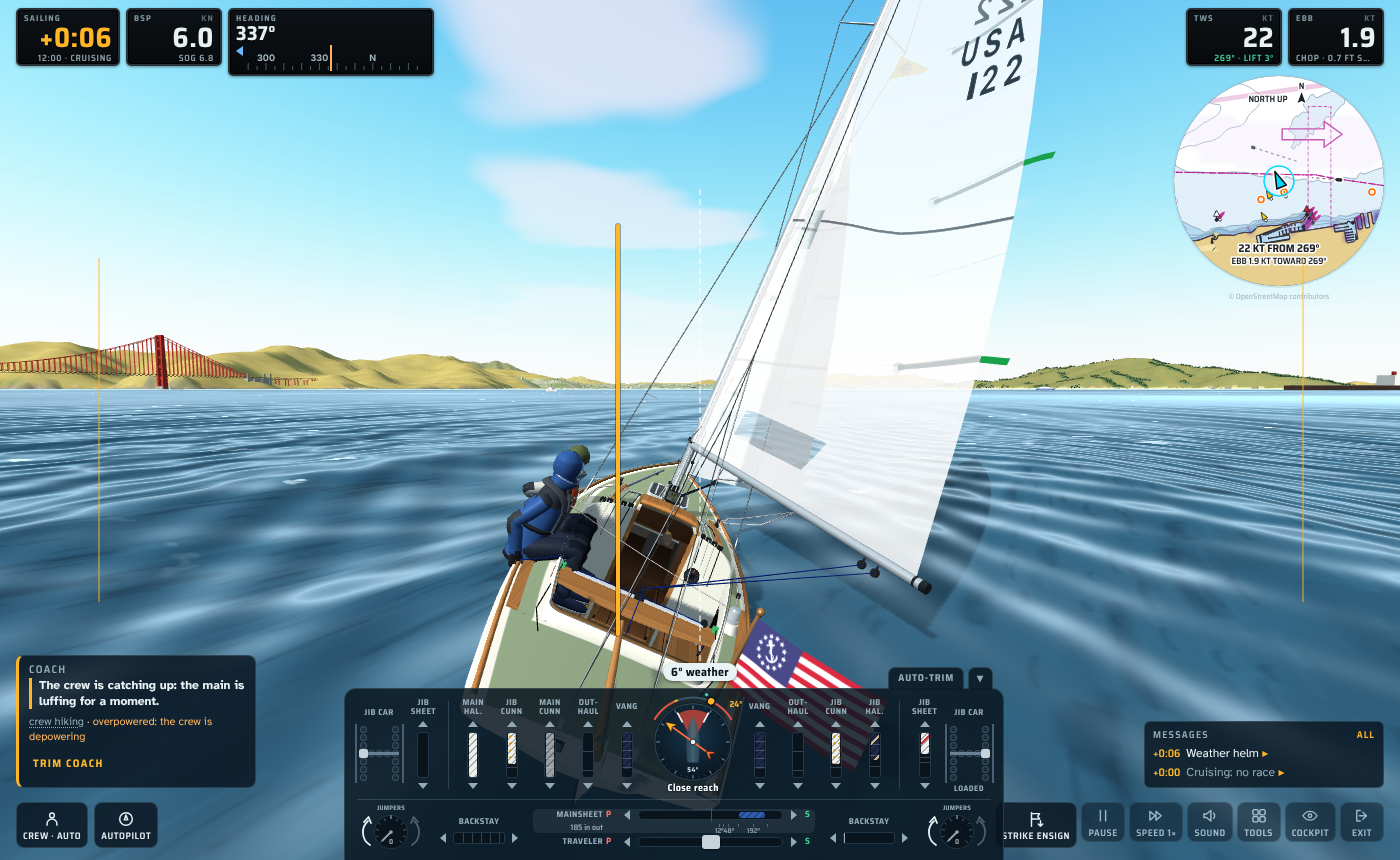 SAILING
+0:06
12:00 · CRUISING
BSP KN
6.0
SOG 6.8
HEADING
337°
300 330 N
USA
122
TWS KT
22
269° · LIFT 3°
EBB KT
1.9
CHOP · 0.7 FT S...
NORTH UP
N
22 KT FROM 269°
EBB 1.9 KT TOWARD 269°
© OpenStreetMap contributors
COACH
The crew is catching up: the main is
luffing for a moment.
crew hiking · overpowered: the crew is
depowering
TRIM COACH
CREW · AUTO
AUTOPILOT
6° weather
AUTO-TRIM
▼
JIB CAR
JIB SHEET
MAIN HAL.
JIB CUNN
MAIN CUNN
OUT-HAUL
VANG
24°
54°
Close reach
VANG
OUT-HAUL
JIB CUNN
JIB HAL.
JIB SHEET
JIB CAR
LOADED
JUMPERS
0
BACKSTAY
MAINSHEET P S
185 in out
12°48° 192°
TRAVELER P S
BACKSTAY
JUMPERS
0
MESSAGES ALL
+0:06 Weather helm ▸
+0:00 Cruising: no race ▸
STRIKE ENSIGN
PAUSE
SPEED 1×
SOUND
TOOLS
COCKPIT
EXIT